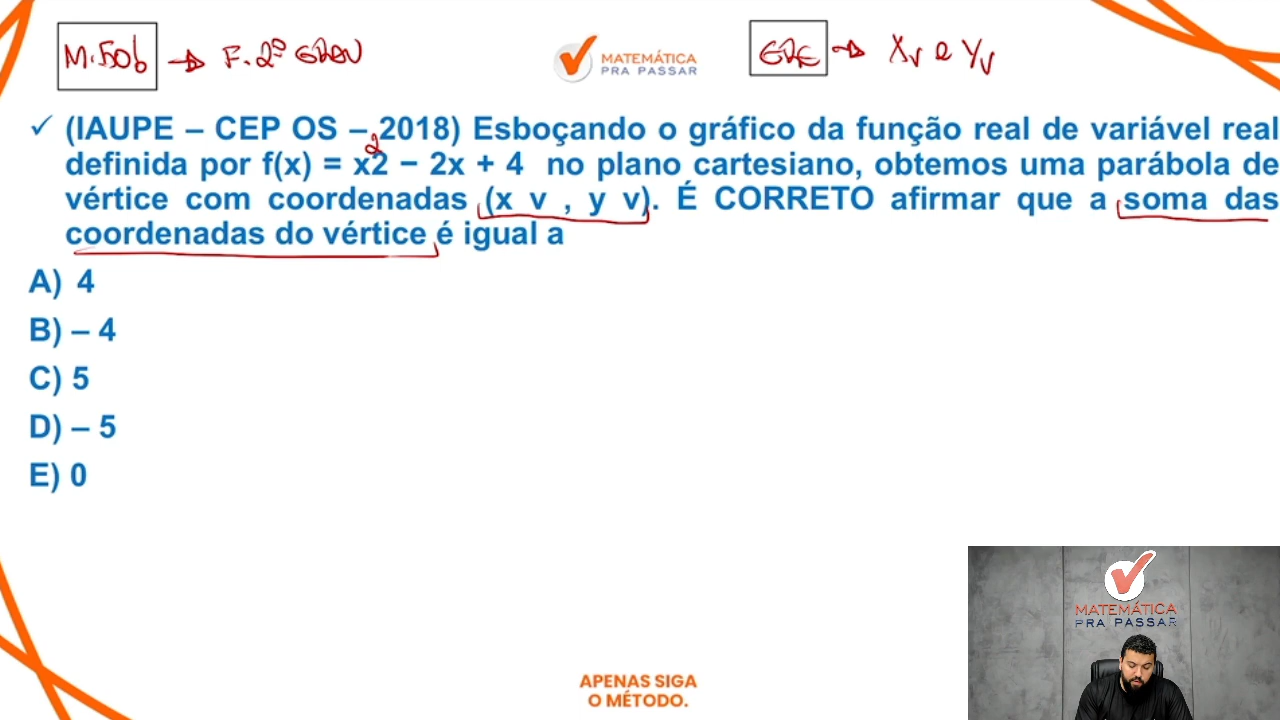 M.50b → F. 2º GRAU
MATEMÁTICA
PRA PASSAR
→ Xv e Yv
✓ (IAUPE – CEP OS – 2018) Esboçando o gráfico da função real de variável real
2
definida por f(x) = x2 − 2x + 4 no plano cartesiano, obtemos uma parábola de
vértice com coordenadas (x v , y v). É CORRETO afirmar que a soma das
coordenadas do vértice é igual a
A) 4
B) – 4
C) 5
D) – 5
E) 0
MATEMÁTICA
PRA PASSAR
APENAS SIGA
O MÉTODO.